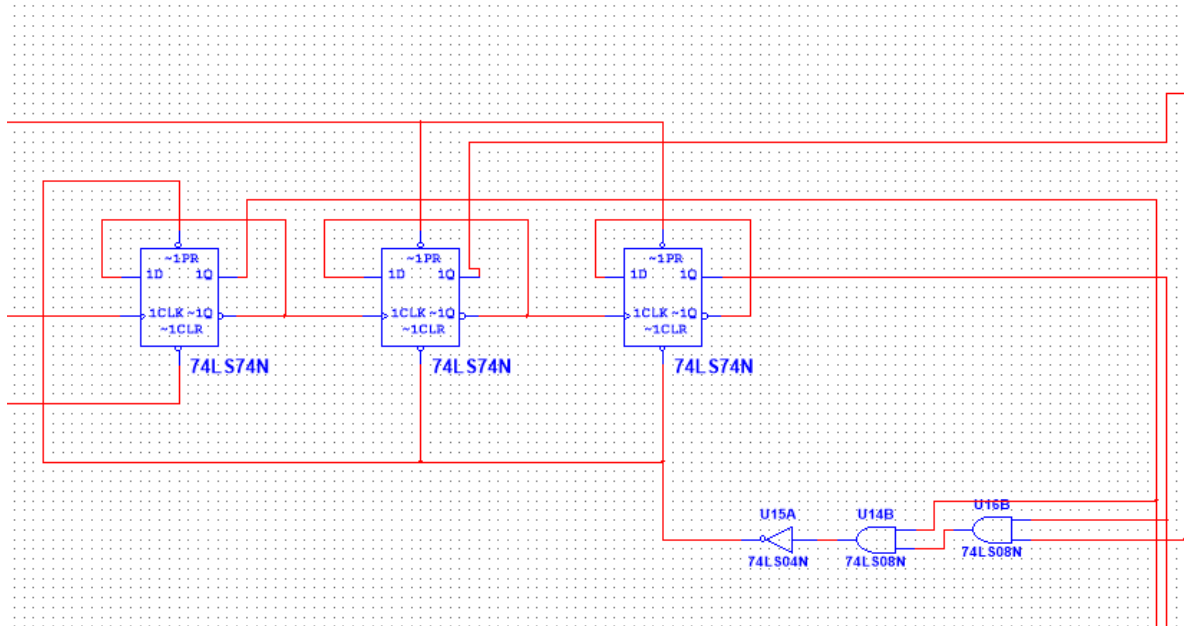 ~1PR
1D 1Q
1CLK ~1Q
~1CLR
74LS74N
~1PR
1D 1Q
1CLK ~1Q
~1CLR
74LS74N
~1PR
1D 1Q
1CLK ~1Q
~1CLR
74LS74N
U15A
74LS04N
U14B
74LS08N
U16B
74LS08N